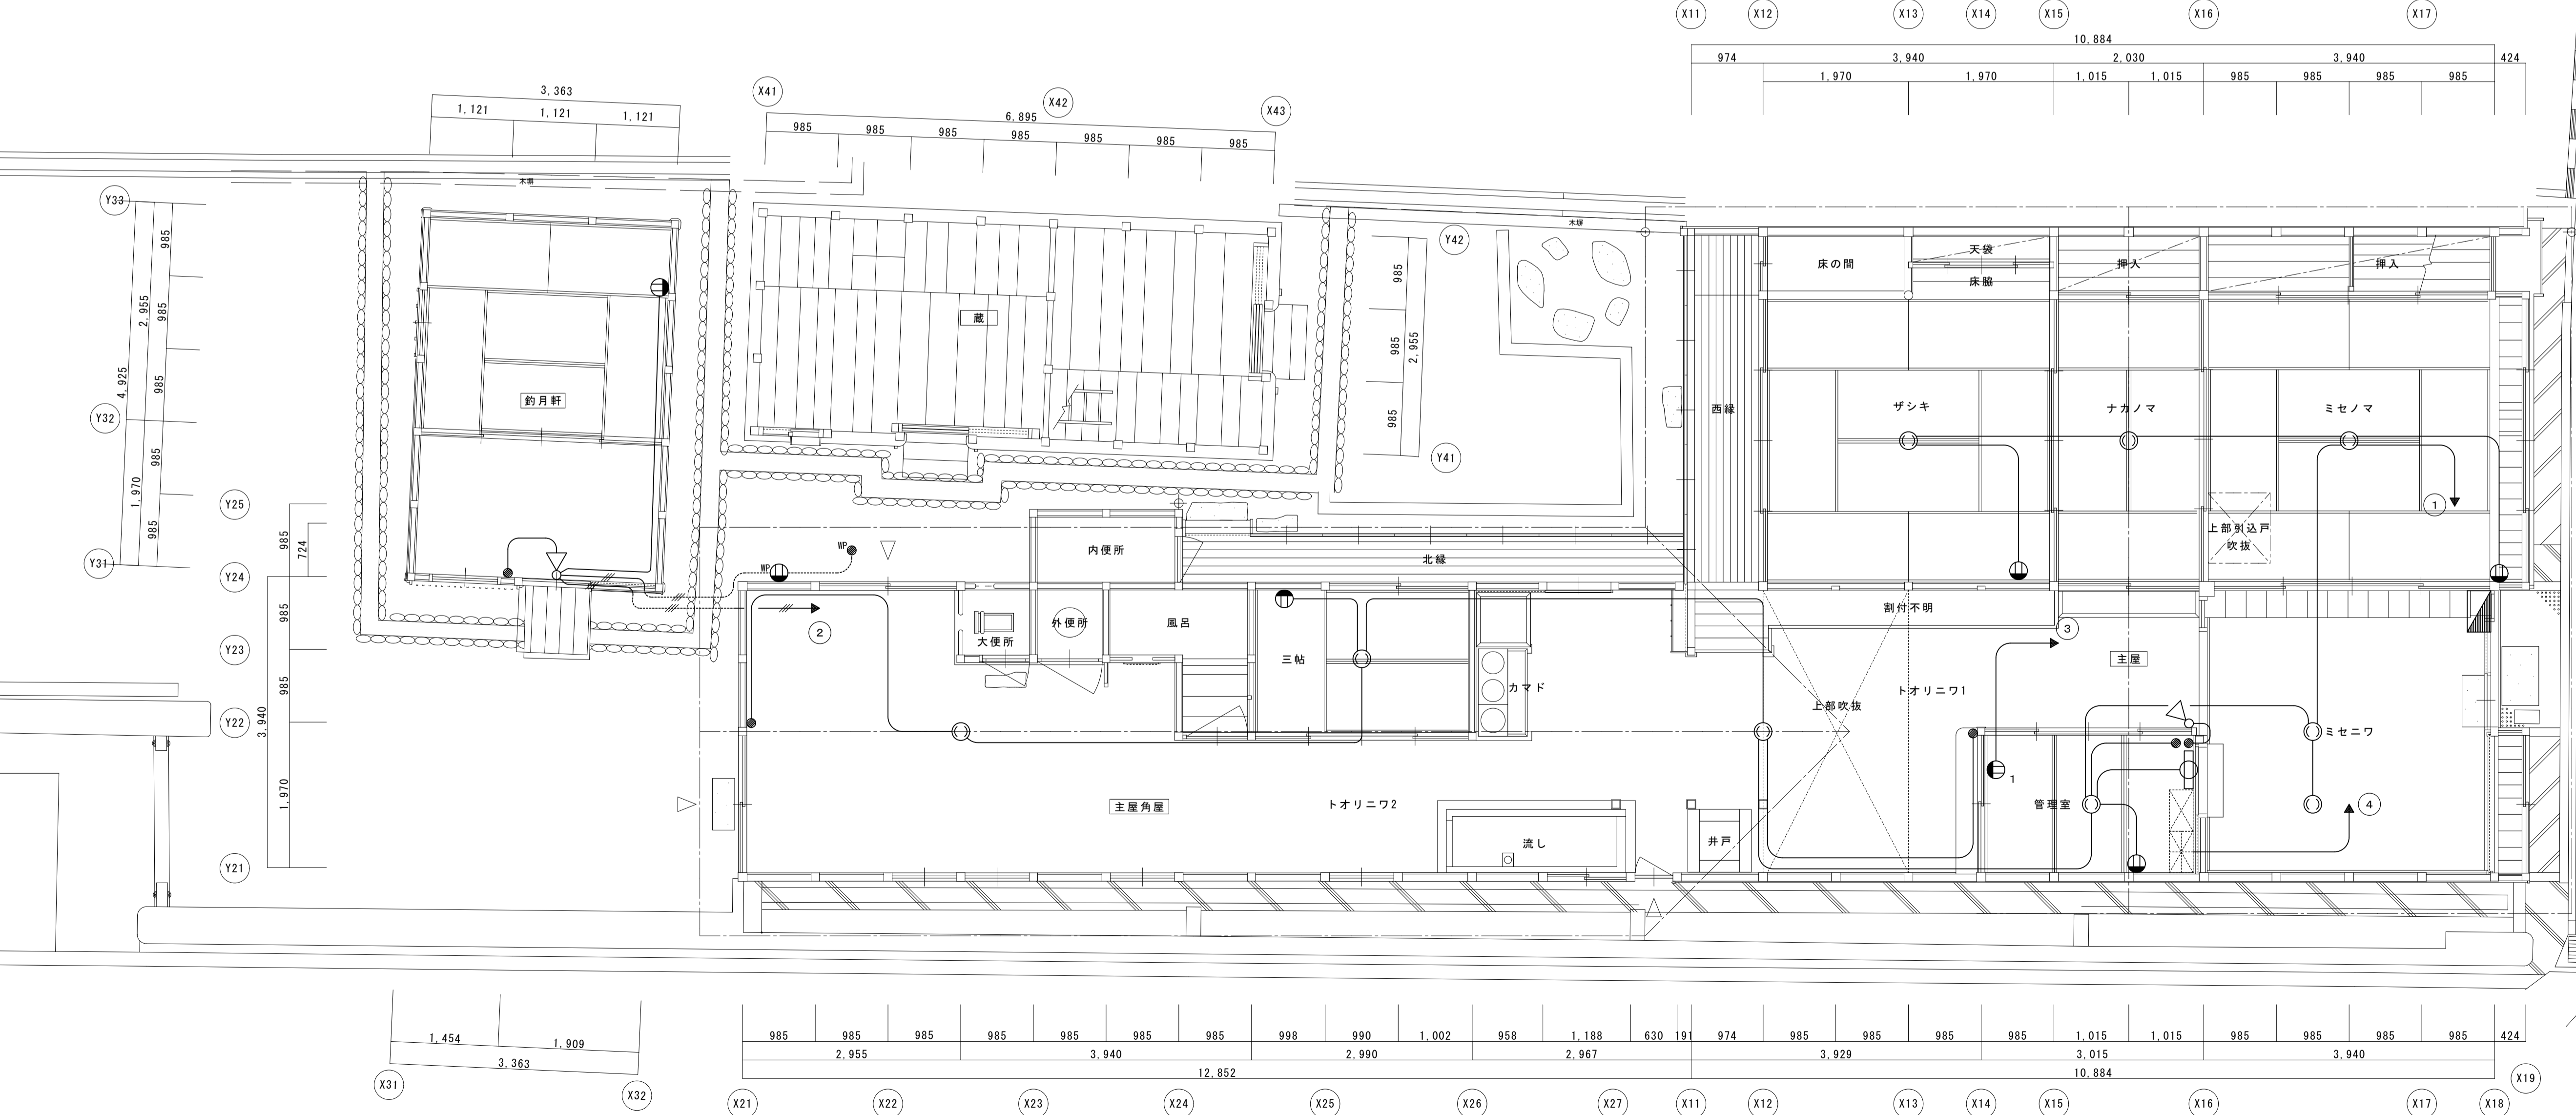 X11 X12 X13 X14 X15 X16 X17
10,884
974 3,940 2,030 3,940 424
1,970 1,970 1,015 1,015 985 985 985 985
3,363
1,121 1,121 1,121
X41 X42 X43
6,895
985 985 985 985 985 985 985
木塀
木塀
Y33
Y32
Y31
4,925
2,955
1,970
985
985
985
985
985
釣月軒
蔵
Y42
Y41
985
985
985
2,955
床の間
天袋
床脇
押入
押入
西縁
ザシキ
ナカノマ
ミセノマ
1
上部引込戸
吹抜
Y25
Y24
Y23
Y22
Y21
985
724
985
985
1,970
3,940
WP
WP
内便所
北縁
2
大便所
外便所
風呂
三帖
カマド
割付不明
3
主屋
トオリニワ1
上部吹抜
ミセニワ
1
管理室
4
主屋角屋
トオリニワ2
流し
井戸
1,454 1,909
3,363
X31 X32
985 985 985 985 985 985 985 998 990 1,002 958 1,188 630 191 974 985 985 985 985 1,015 1,015 985 985 985 985 424
2,955 3,940 2,990 2,967 3,929 3,015 3,940
12,852 10,884
X19
X21 X22 X23 X24 X25 X26 X27 X11 X12 X13 X14 X15 X16 X17 X18